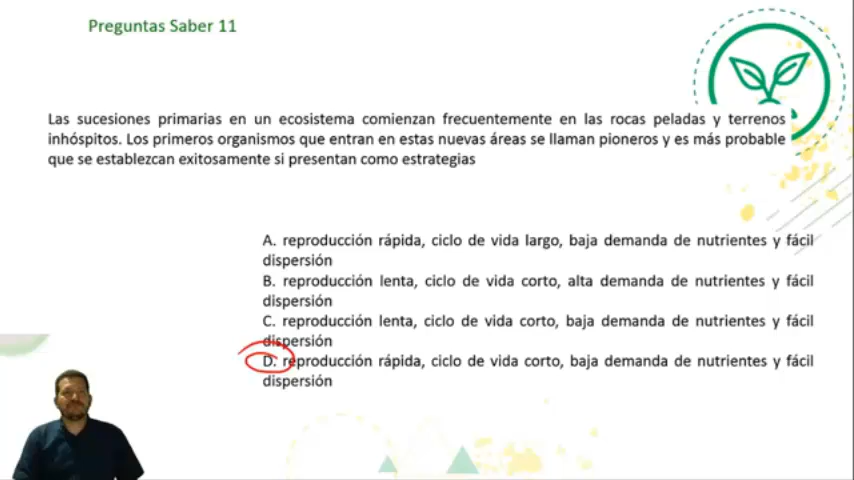 Preguntas Saber 11
Las sucesiones primarias en un ecosistema comienzan frecuentemente en las rocas peladas y terrenos
inhóspitos. Los primeros organismos que entran en estas nuevas áreas se llaman pioneros y es más probable
que se establezcan exitosamente si presentan como estrategias
A. reproducción rápida, ciclo de vida largo, baja demanda de nutrientes y fácil
dispersión
B. reproducción lenta, ciclo de vida corto, alta demanda de nutrientes y fácil
dispersión
C. reproducción lenta, ciclo de vida corto, baja demanda de nutrientes y fácil
dispersión
D. reproducción rápida, ciclo de vida corto, baja demanda de nutrientes y fácil
dispersión